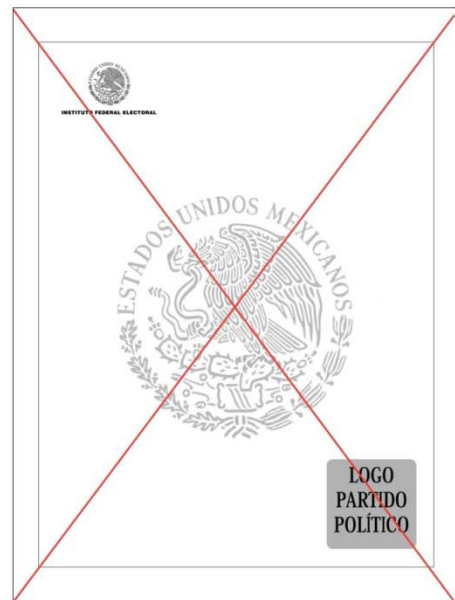 INSTITUTO FEDERAL ELECTORAL
ESTADOS UNIDOS MEXICANOS
LOGO
PARTIDO
POLÍTICO